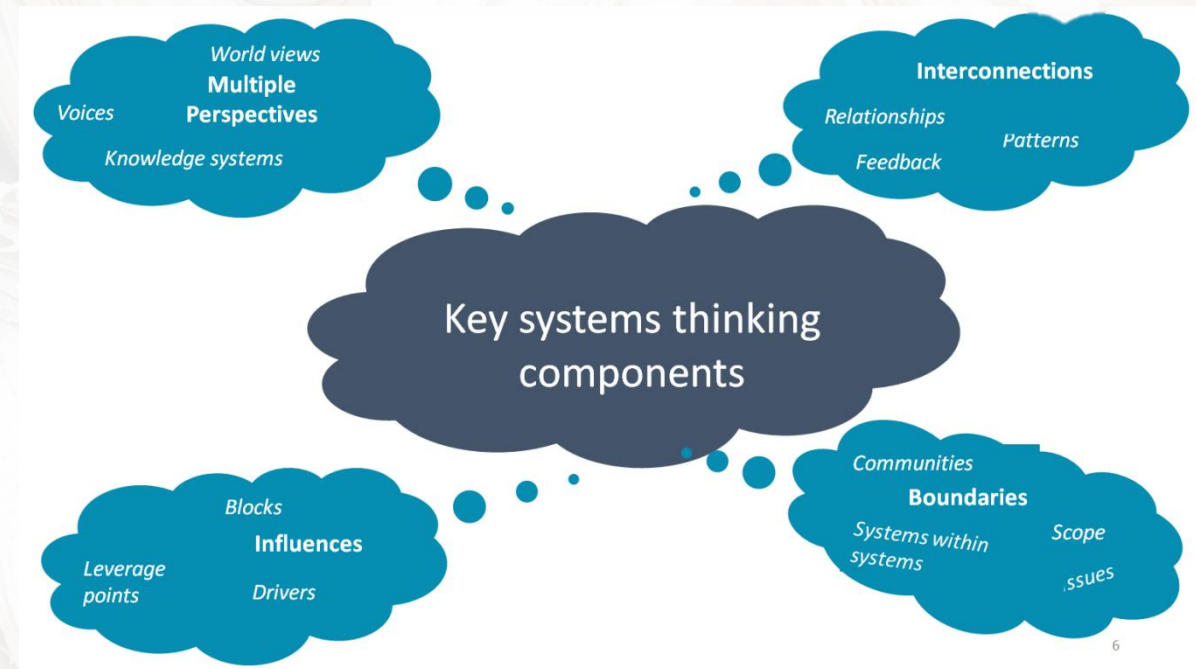 World views
Multiple
Perspectives
Voices
Knowledge systems
Interconnections
Relationships
Patterns
Feedback
Key systems thinking
components
Blocks
Influences
Leverage
points
Drivers
Communities
Boundaries
Systems within
systems
Scope
ssues
6